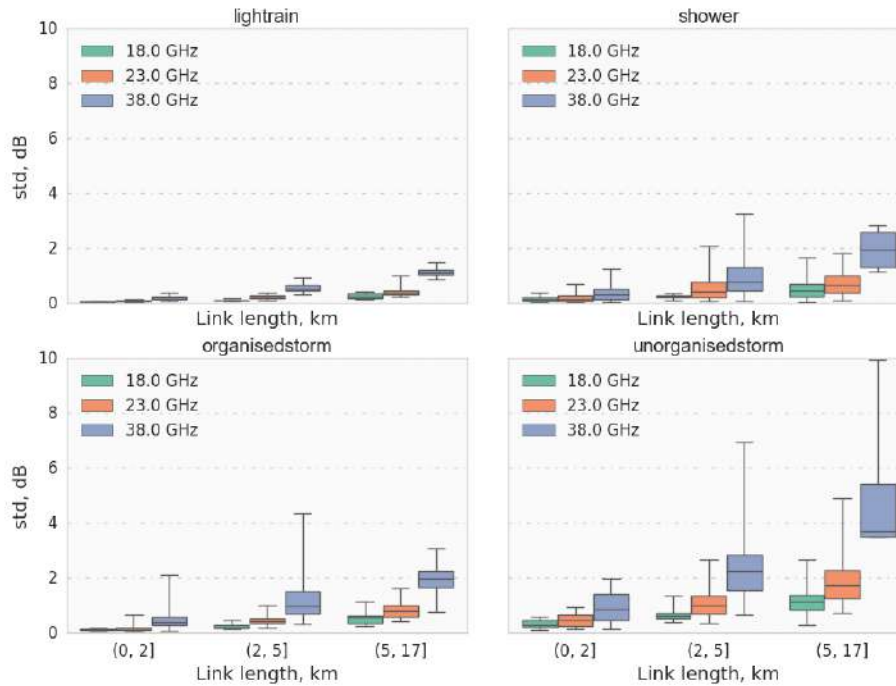 lightrain
shower
10
8
6
4
2
0
std, dB
18.0 GHz
23.0 GHz
38.0 GHz
18.0 GHz
23.0 GHz
38.0 GHz
Link length, km
Link length, km
organisedstorm
unorganisedstorm
10
8
6
4
2
0
std, dB
18.0 GHz
23.0 GHz
38.0 GHz
18.0 GHz
23.0 GHz
38.0 GHz
(0, 2]
(2, 5]
(5, 17]
(0, 2]
(2, 5]
(5, 17]
Link length, km
Link length, km